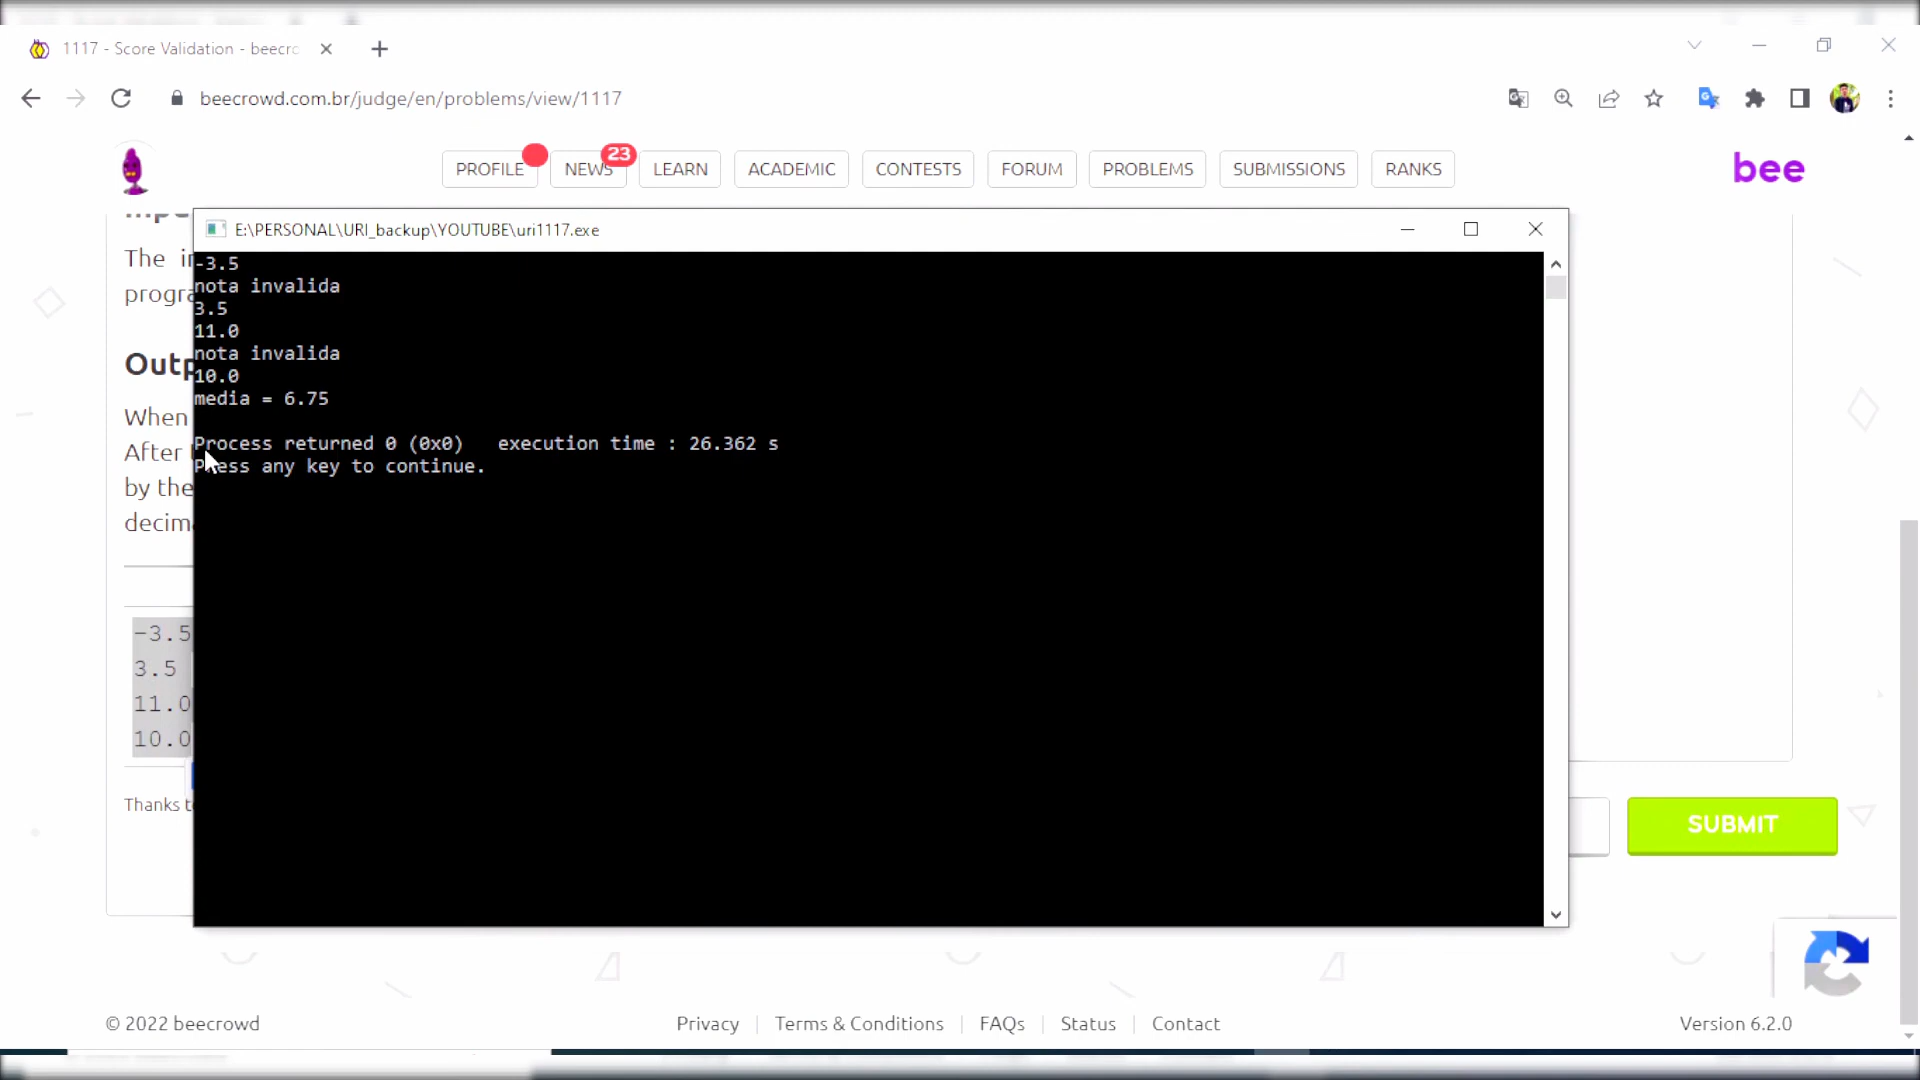 1117 - Score Validation - beecro
beecrowd.com.br/judge/en/problems/view/1117
PROFILE
NEWS
23
LEARN
ACADEMIC
CONTESTS
FORUM
PROBLEMS
SUBMISSIONS
RANKS
bee
E:\PERSONAL\URI_backup\YOUTUBE\uri1117.exe
The
progra
Outp
When
After
by the
decima
-3.5
nota invalida
3.5
11.0
nota invalida
10.0
media = 6.75
Process returned 0 (0x0)   execution time : 26.362 s
Press any key to continue.
-3.5
3.5
11.0
10.0
Thanks t
SUBMIT
© 2022 beecrowd
Privacy
Terms & Conditions
FAQs
Status
Contact
Version 6.2.0